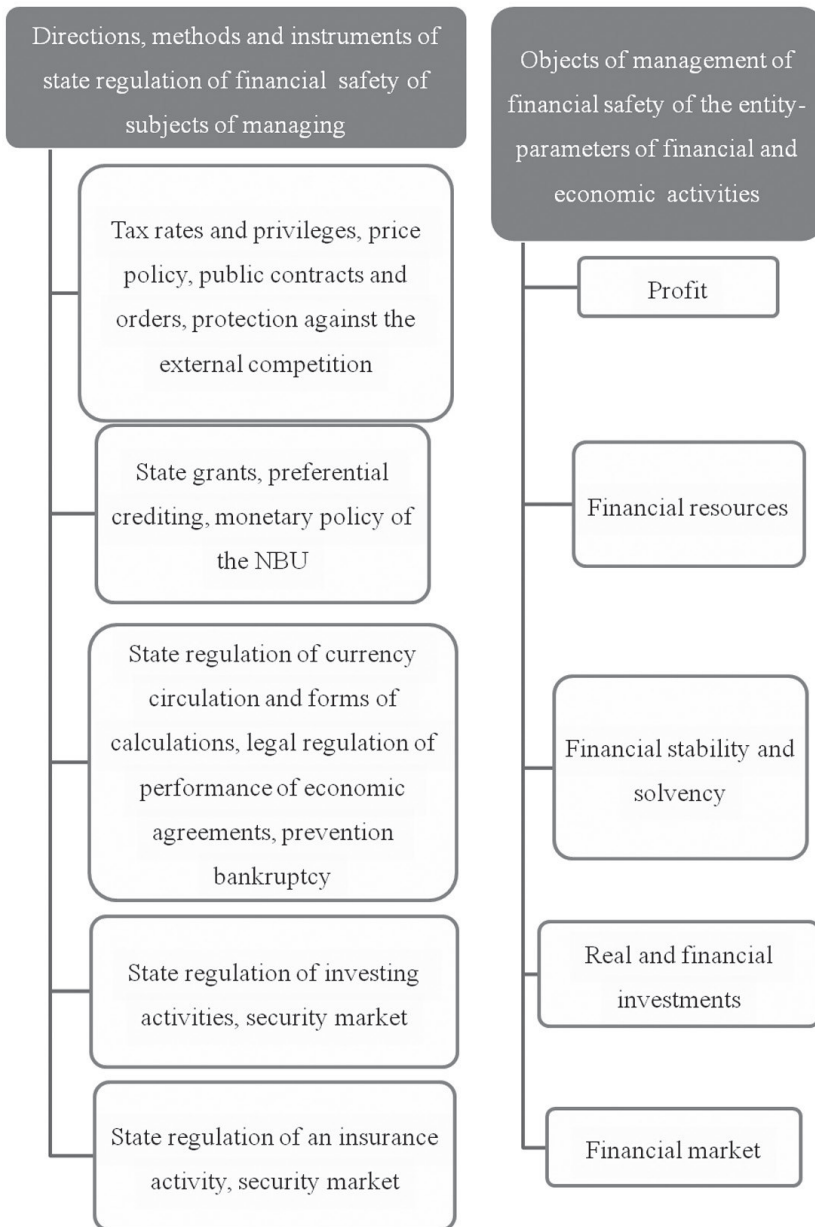 Directions, methods and instruments of
state regulation of financial safety of
subjects of managing
Tax rates and privileges, price
policy, public contracts and
orders, protection against the
external competition
State grants, preferential
crediting, monetary policy of
the NBU
State regulation of currency
circulation and forms of
calculations, legal regulation of
performance of economic
agreements, prevention
bankruptcy
State regulation of investing
activities, security market
State regulation of an insurance
activity, security market
Objects of management of
financial safety of the entity-
parameters of financial and
economic activities
Profit
Financial resources
Financial stability and
solvency
Real and financial
investments
Financial market